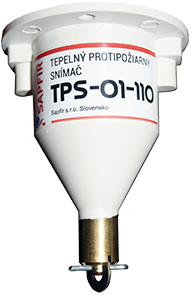 SAPFIR
TEPELNÝ PROTIPOŽIARNY
SNÍMAČ
TPS-01-110
Sapfir s.r.o. Slovensko